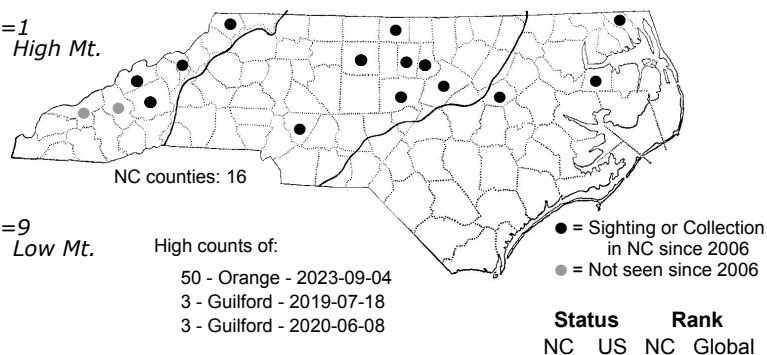 =1
High Mt.
NC counties: 16
=9
Low Mt.
High counts of:
50 - Orange - 2023-09-04
3 - Guilford - 2019-07-18
3 - Guilford - 2020-06-08
= Sighting or Collection
in NC since 2006
= Not seen since 2006
Status Rank
NC US NC Global